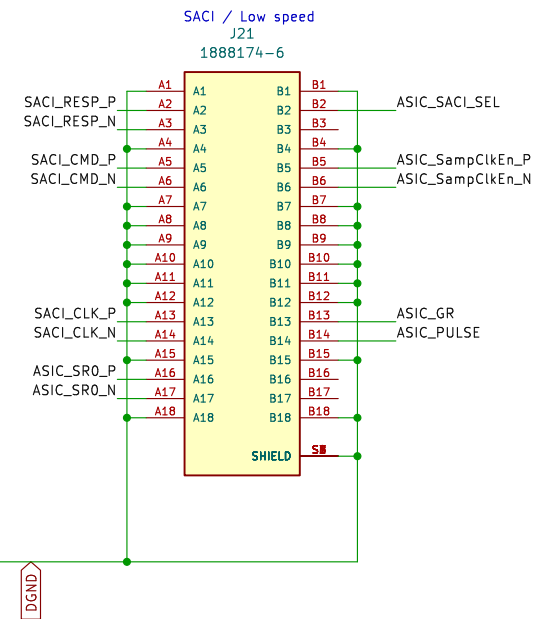 SACI / Low speed
J21
1888174-6
A1 A1 B1 B1
SACI_RESP_P A2 A2 B2 B2 ASIC_SACI_SEL
SACI_RESP_N A3 A3 B3 B3
A4 A4 B4 B4
SACI_CMD_P A5 A5 B5 B5 ASIC_SampClkEn_P
SACI_CMD_N A6 A6 B6 B6 ASIC_SampClkEn_N
A7 A7 B7 B7
A8 A8 B8 B8
A9 A9 B9 B9
A10 A10 B10 B10
A11 A11 B11 B11
A12 A12 B12 B12
SACI_CLK_P A13 A13 B13 B13 ASIC_GR
SACI_CLK_N A14 A14 B14 B14 ASIC_PULSE
A15 A15 B15 B15
ASIC_SR0_P A16 A16 B16 B16
ASIC_SR0_N A17 A17 B17 B17
A18 A18 B18 B18
SHIELD
DGND